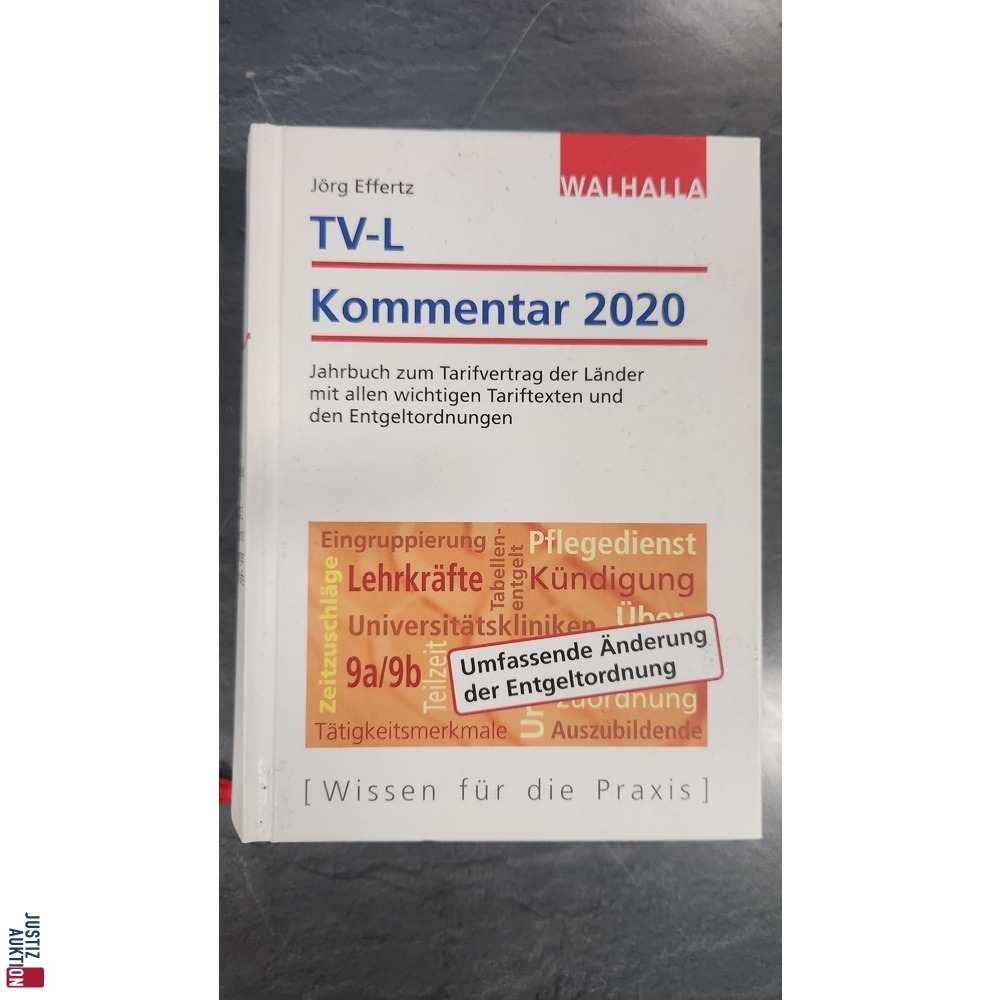 Jörg Effertz
WALHALLA
TV-L
Kommentar 2020
Jahrbuch zum Tarifvertrag der Länder
mit allen wichtigen Tariftexten und
den Entgeltordnungen
Eingruppierung
Tabellen-
entgelt
Pflegedienst
Zeitzuschläge
Lehrkräfte
Kündigung
Universitätskliniken
Über
9a/9b
Teilzeit
Umfassende Änderung
der Entgeltordnung
zuordnung
Tätigkeitsmerkmale
Auszubildende
[Wissen für die Praxis]
JUSTIZ
AUKTION